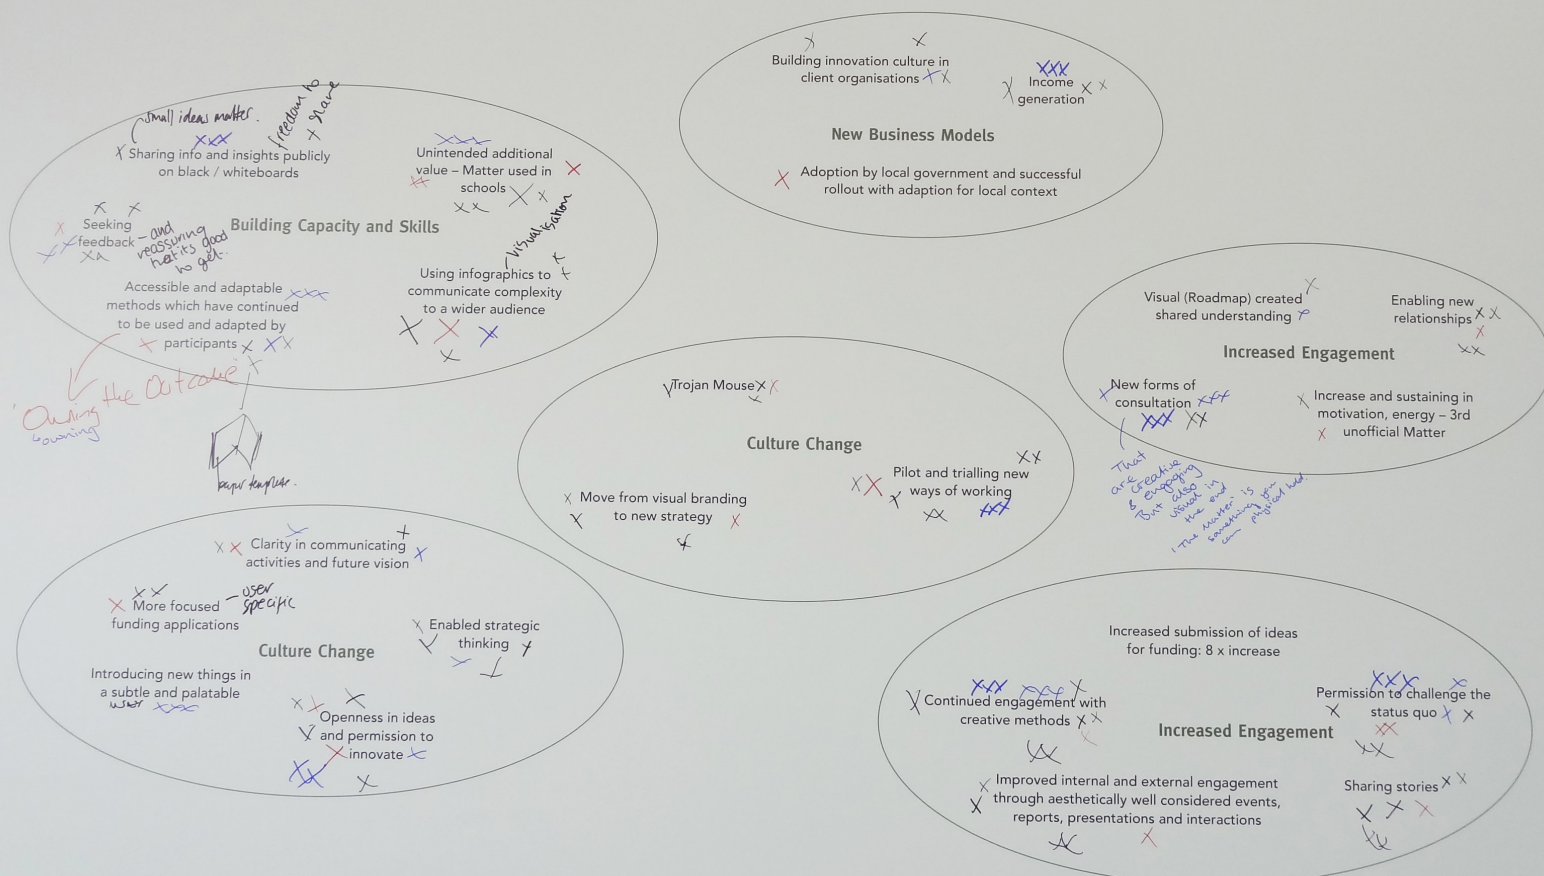 small ideas matter.
freedom to
+ share
Sharing info and insights publicly
on black / whiteboards
Unintended additional
value – Matter used in
schools
Seeking
feedback
– and
reassuring
that its good
to get.
Building Capacity and Skills
visualisation
Using infographics to
communicate complexity
to a wider audience
Accessible and adaptable
methods which have continued
to be used and adapted by
participants
'Owning the Outcome'
owning
paper template.
Building innovation culture in
client organisations
Income
generation
New Business Models
Adoption by local government and successful
rollout with adaption for local context
Visual (Roadmap) created
shared understanding
Enabling new
relationships
Increased Engagement
New forms of
consultation
Increase and sustaining in
motivation, energy – 3rd
unofficial Matter
That
are creative
& engaging
But also
visual in
the end
'The Matter' is
something you
can physical hold.
Trojan Mouse
Culture Change
Pilot and trialling new
ways of working
Move from visual branding
to new strategy
Clarity in communicating
activities and future vision
More focused
funding applications
– user
specific
Enabled strategic
thinking
Culture Change
Introducing new things in
a subtle and palatable
Openness in ideas
and permission to
innovate
Increased submission of ideas
for funding: 8 x increase
Continued engagement with
creative methods
Permission to challenge the
status quo
Increased Engagement
Improved internal and external engagement
through aesthetically well considered events,
reports, presentations and interactions
Sharing stories